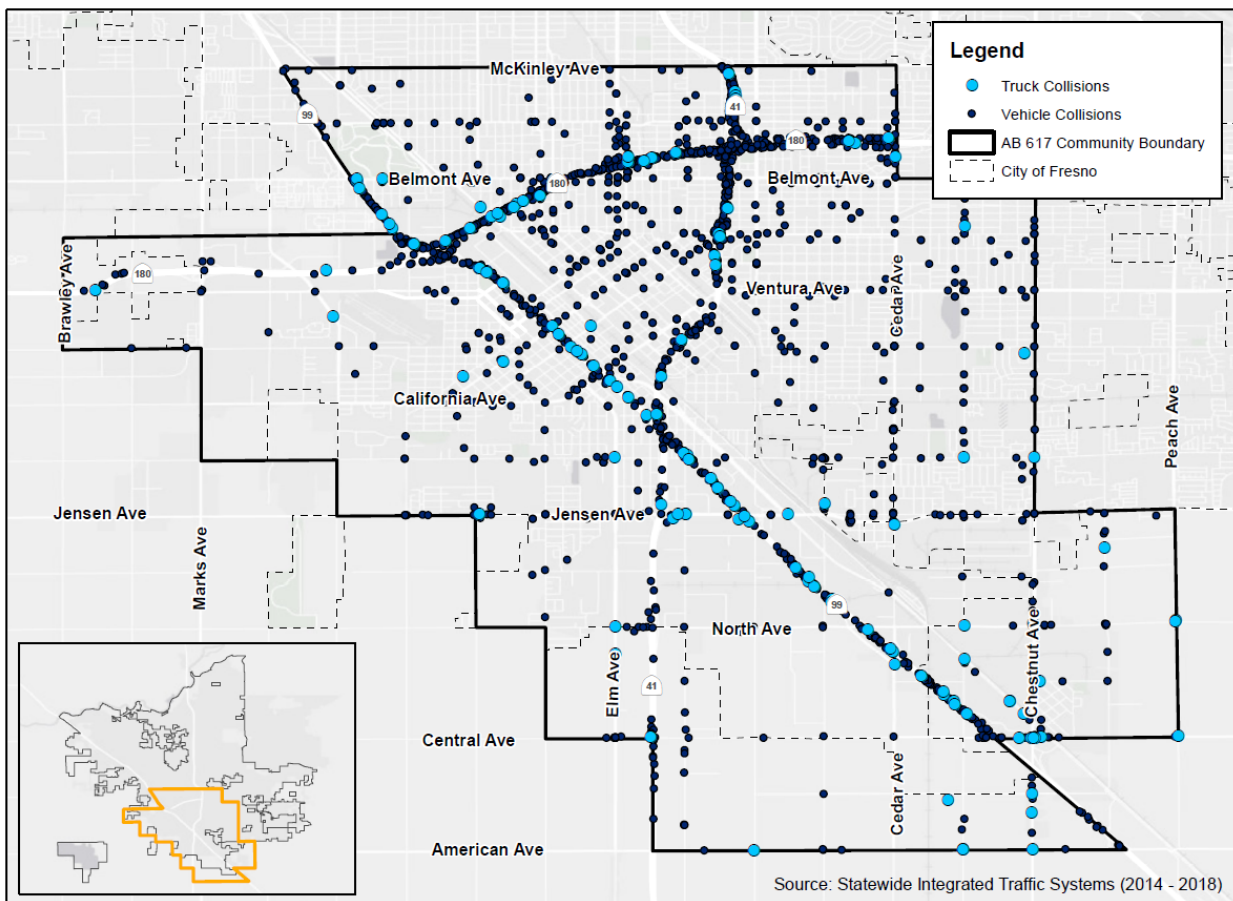 Legend
Truck Collisions
Vehicle Collisions
AB 617 Community Boundary
City of Fresno
McKinley Ave
99
41
180
Belmont Ave
180
Belmont Ave
Brawley Ave
180
Ventura Ave
Cedar Ave
California Ave
Peach Ave
Jensen Ave
Jensen Ave
Marks Ave
99
North Ave
Elm Ave
Chestnut Ave
41
Central Ave
Cedar Ave
American Ave
Source: Statewide Integrated Traffic Systems (2014 - 2018)